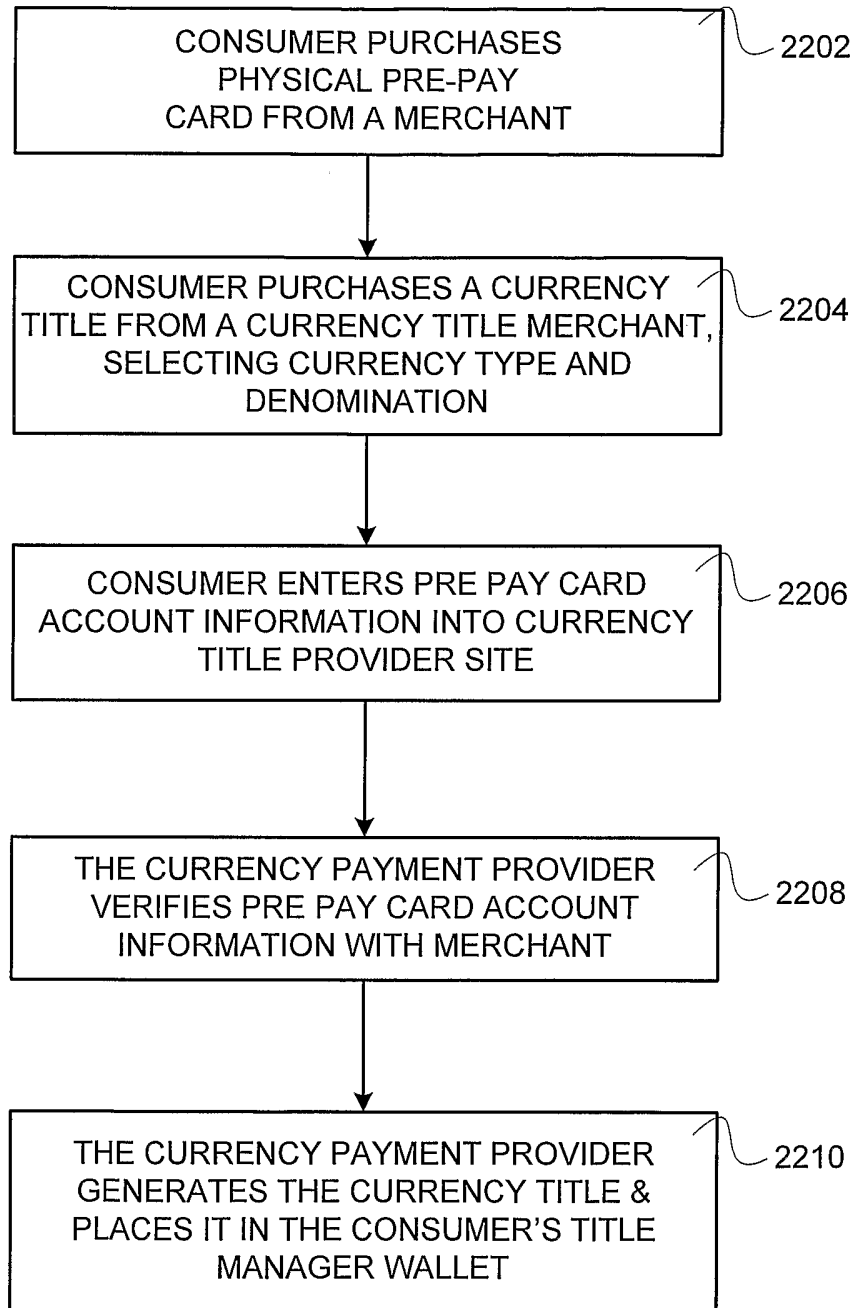 CONSUMER PURCHASES
PHYSICAL PRE-PAY
CARD FROM A MERCHANT
2202
CONSUMER PURCHASES A CURRENCY
TITLE FROM A CURRENCY TITLE MERCHANT,
SELECTING CURRENCY TYPE AND
DENOMINATION
2204
CONSUMER ENTERS PRE PAY CARD
ACCOUNT INFORMATION INTO CURRENCY
TITLE PROVIDER SITE
2206
THE CURRENCY PAYMENT PROVIDER
VERIFIES PRE PAY CARD ACCOUNT
INFORMATION WITH MERCHANT
2208
THE CURRENCY PAYMENT PROVIDER
GENERATES THE CURRENCY TITLE &
PLACES IT IN THE CONSUMER'S TITLE
MANAGER WALLET
2210